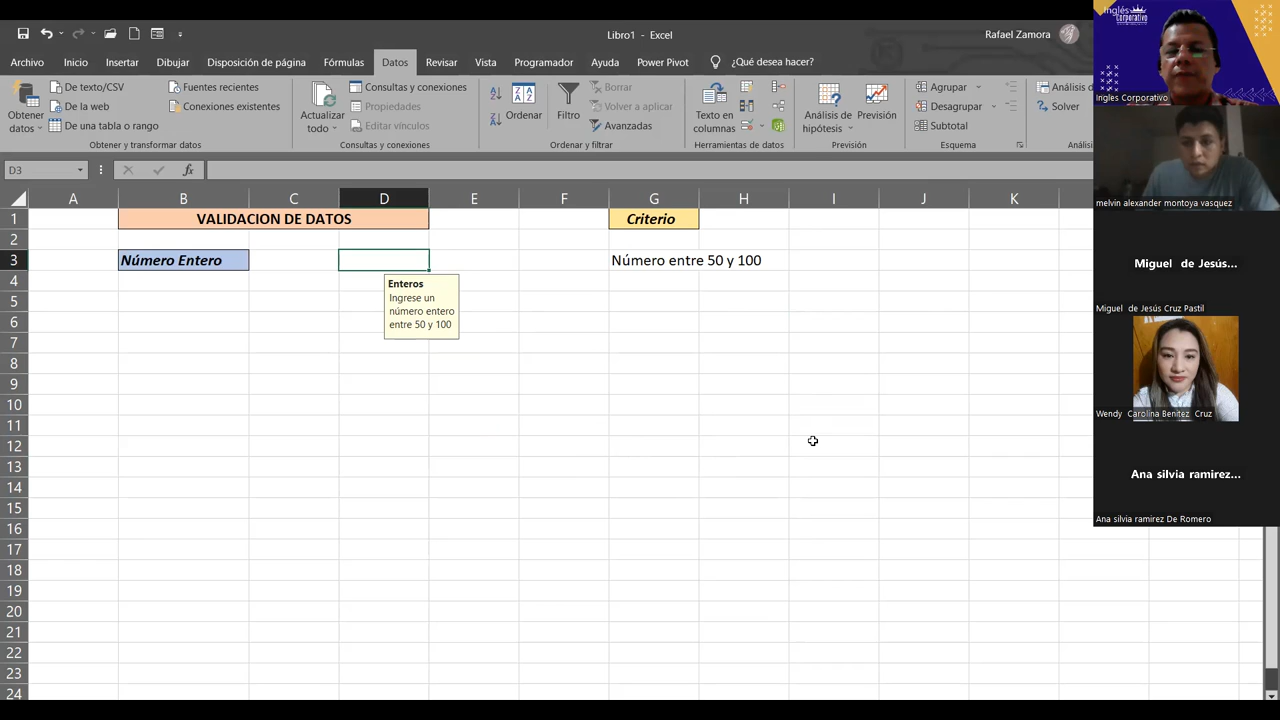 Libro1 - Excel
Rafael Zamora
Archivo
Inicio
Insertar
Dibujar
Disposición de página
Fórmulas
Datos
Revisar
Vista
Programador
Ayuda
Power Pivot
¿Qué desea hacer?
Obtener datos
De texto/CSV
De la web
De una tabla o rango
Fuentes recientes
Conexiones existentes
Obtener y transformar datos
Actualizar todo
Consultas y conexiones
Propiedades
Editar vínculos
Consultas y conexiones
Ordenar
Filtro
Borrar
Volver a aplicar
Avanzadas
Ordenar y filtrar
Texto en columnas
Herramientas de datos
Análisis de hipótesis
Previsión
Previsión
Agrupar
Desagrupar
Subtotal
Esquema
Análisis d
Solver
Análisi
D3
fx
A B C D E F G H I J K
1 VALIDACION DE DATOS Criterio
2
3 Número Entero Número entre 50 y 100
4
5
6
7
8
9
10
11
12
13
14
15
16
17
18
19
20
21
22
23
24
Enteros
Ingrese un
número entero
entre 50 y 100
Inglés
Corporativo
Ingles Corporativo
melvin alexander montoya vasquez
Miguel de Jesús...
Miguel de Jesús Cruz Pastil
Wendy Carolina Benitez Cruz
Ana silvia ramirez...
Ana silvia ramirez De Romero